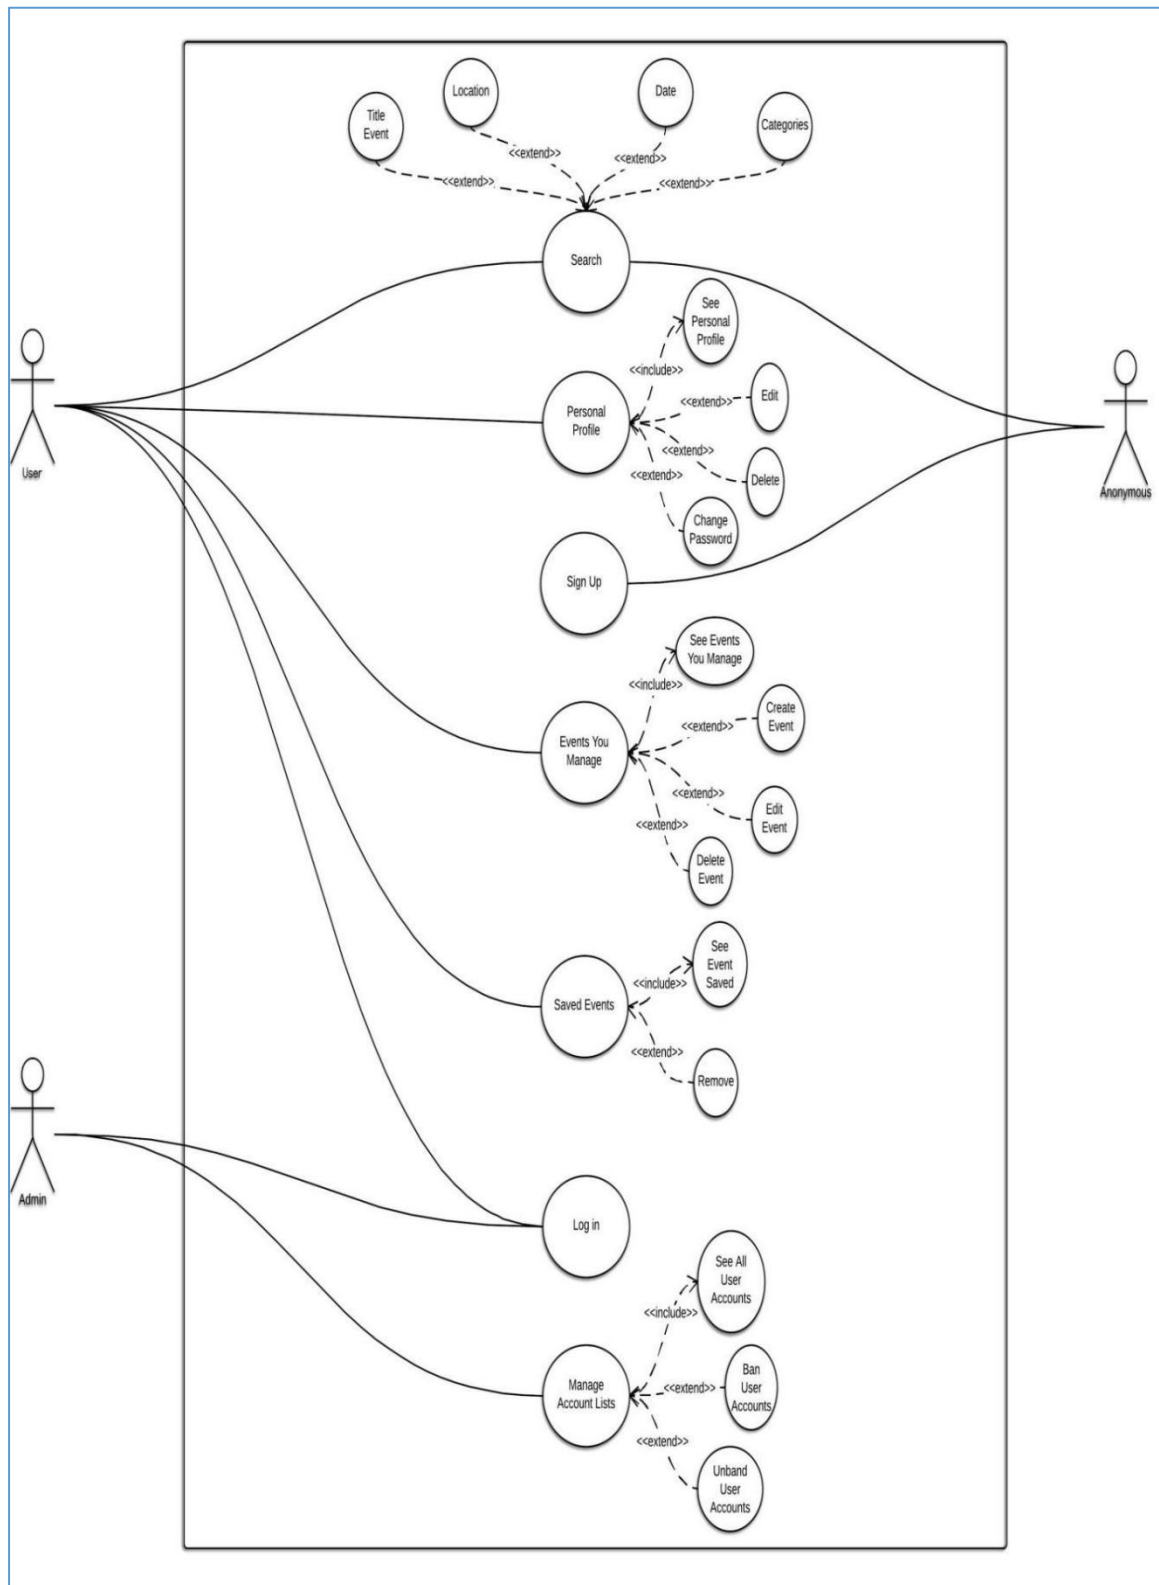 Location
Date
Title
Event
Categories
<<extend>>
<<extend>>
<<extend>>
<<extend>>
Search
See
Personal
Profile
<<include>>
Edit
<<extend>>
Personal
Profile
<<extend>>
Delete
<<extend>>
Change
Password
User
Anonymous
Sign Up
See Events
You Manage
<<include>>
Create
Event
<<extend>>
Events You
Manage
<<extend>>
Edit
Event
<<extend>>
Delete
Event
See
Event
Saved
<<include>>
Saved Events
<<extend>>
Remove
Admin
Log in
See All
User
Accounts
<<include>>
Manage
Account Lists
<<extend>>
Ban
User
Accounts
<<extend>>
Unband
User
Accounts